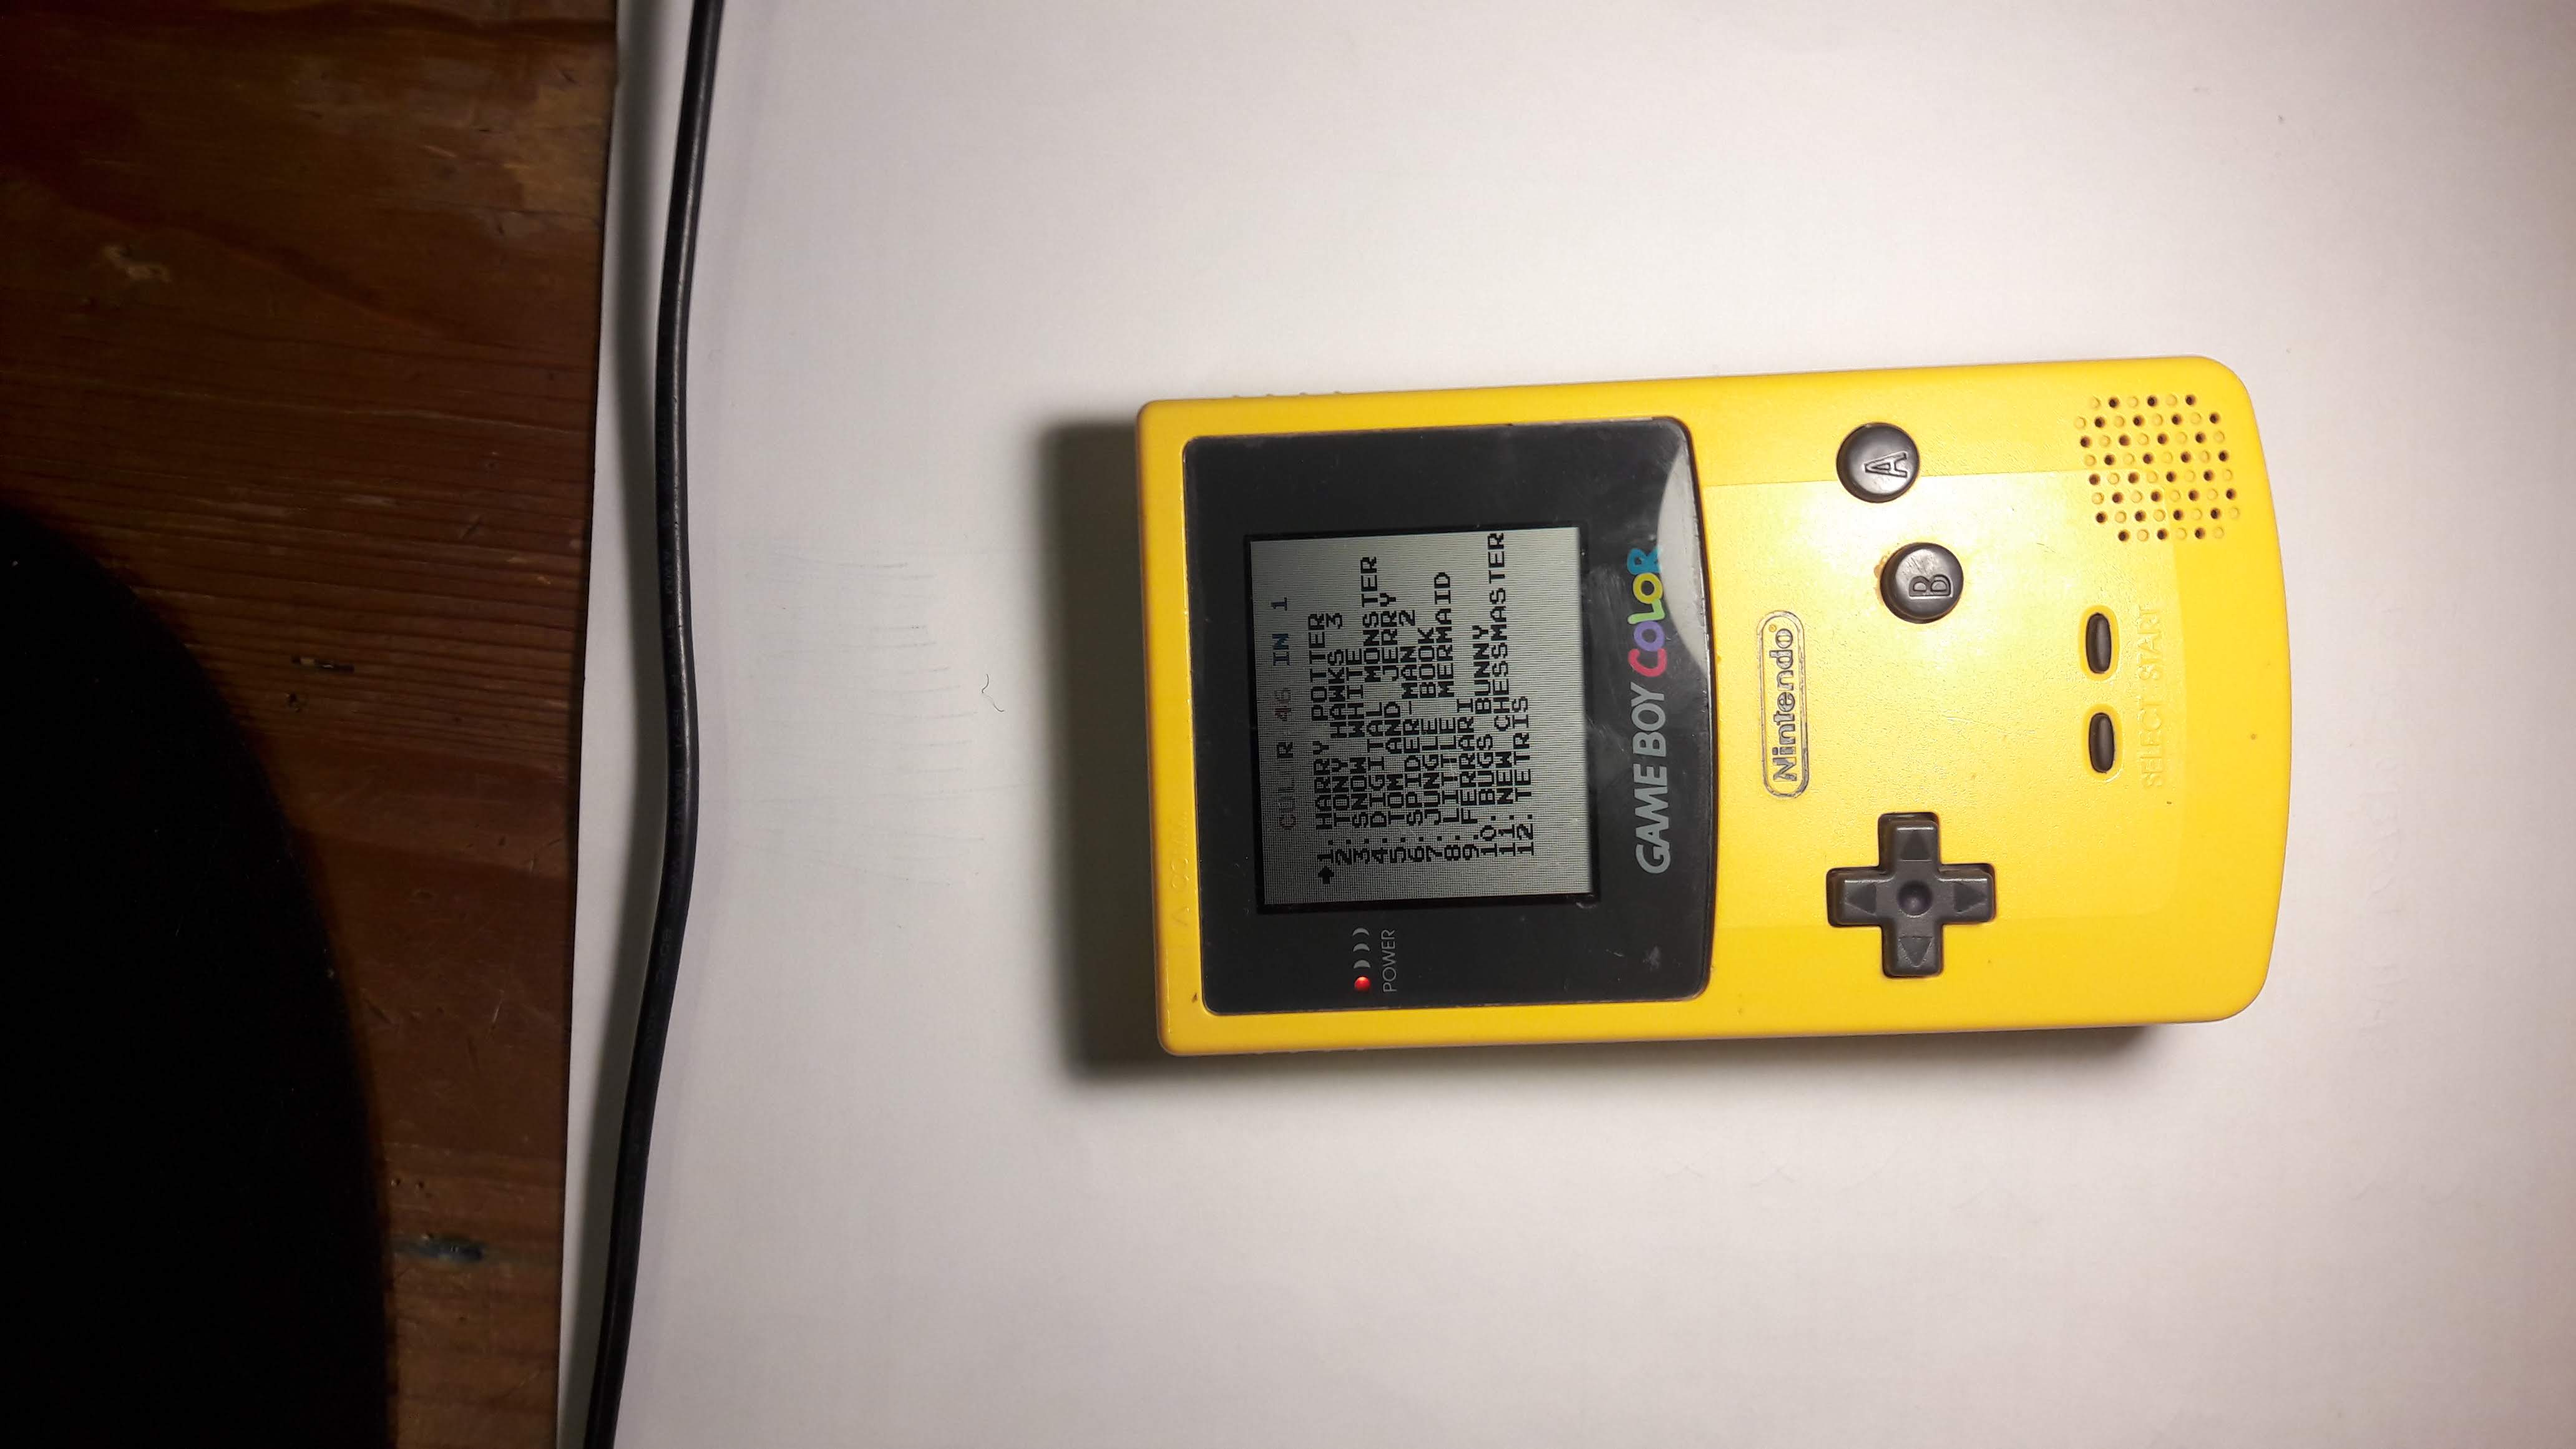 COMM.
COLOR 46 IN 1
➔1. HARRY POTTER
2. TONY HAWKS 3
3. SNOW WHITE
4. DIGITAL MONSTER
5. TOM AND JERRY
6. SPIDER-MAN 2
7. JUNGLE BOOK
8. LITTLE MERMAID
9. FERRARI
10. BUGS BUNNY
11. NEW CHESSMASTER
12. TETRIS
POWER
GAME BOY COLOR
Nintendo®
A
B
SELECT START